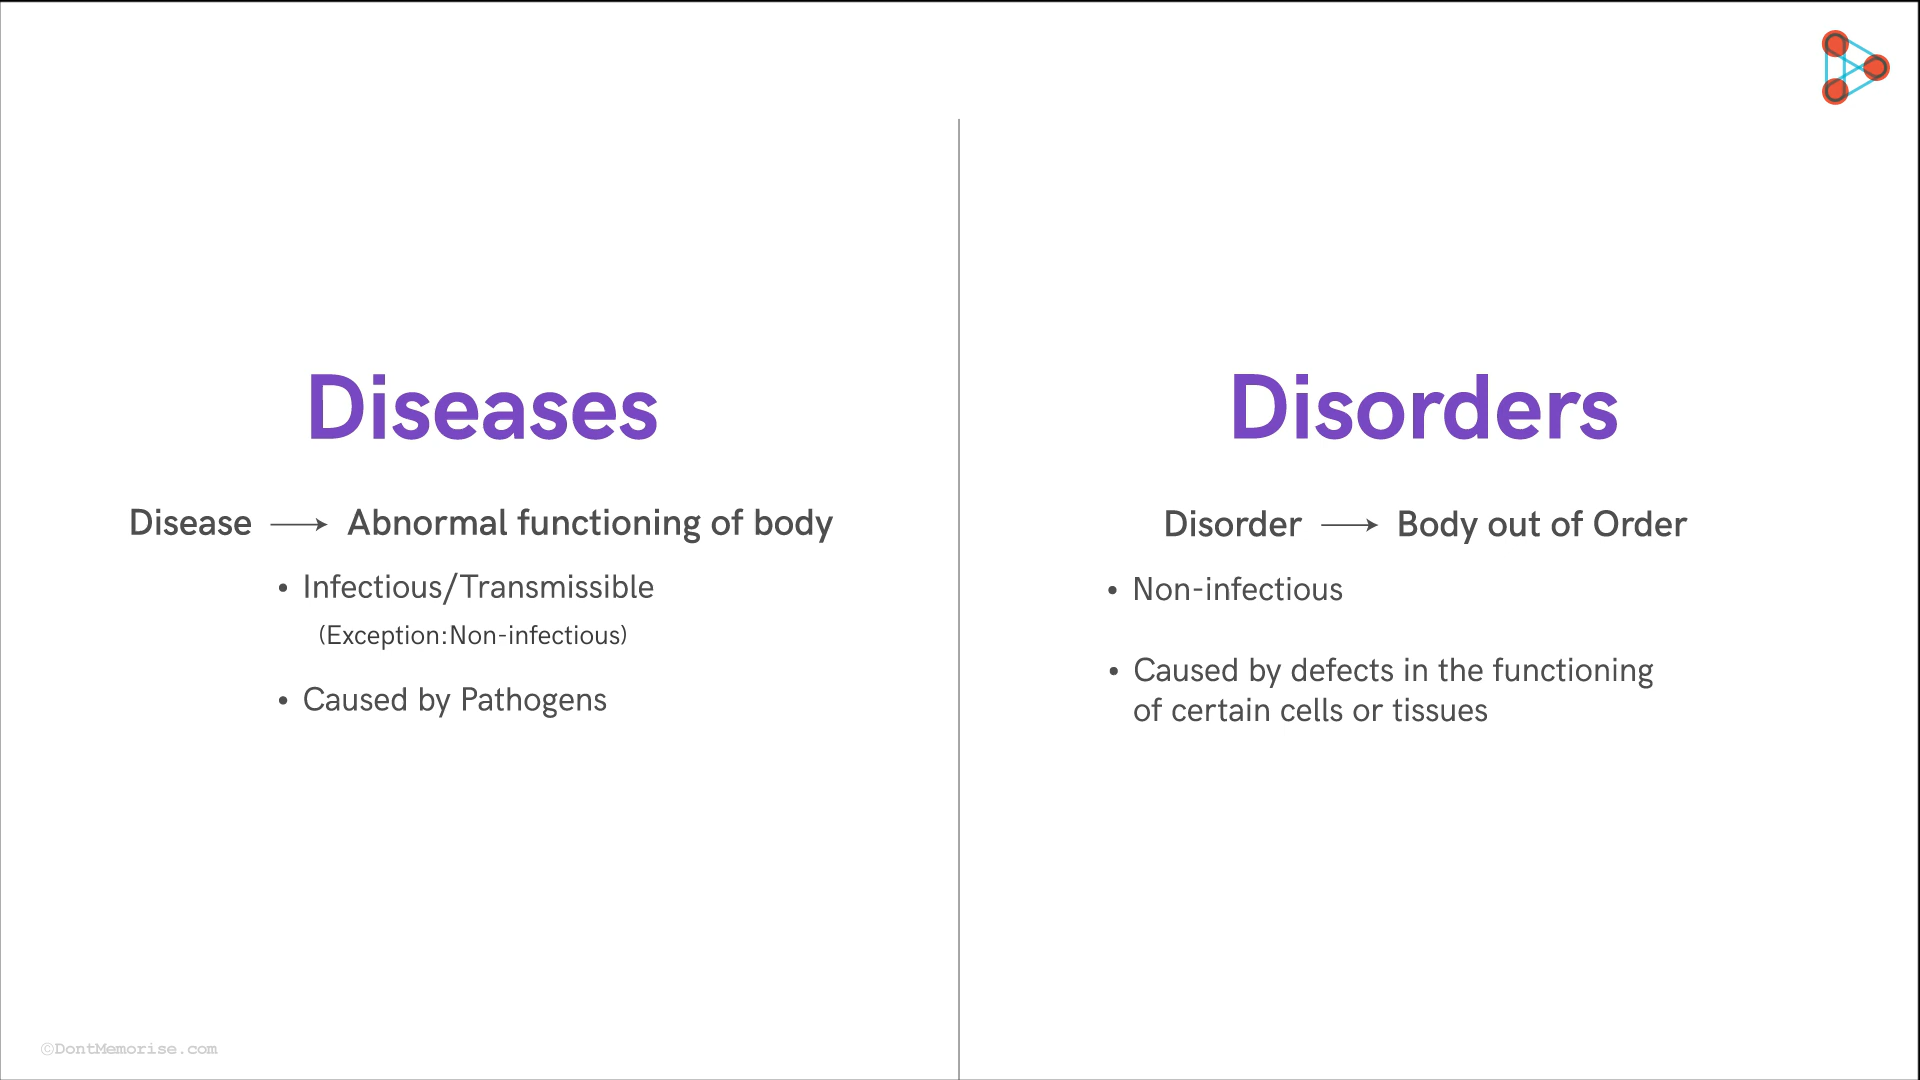 Diseases
Disease → Abnormal functioning of body
• Infectious/Transmissible
(Exception:Non-infectious)
• Caused by Pathogens
Disorders
Disorder → Body out of Order
• Non-infectious
• Caused by defects in the functioning
of certain cells or tissues
©DontMemorise.com